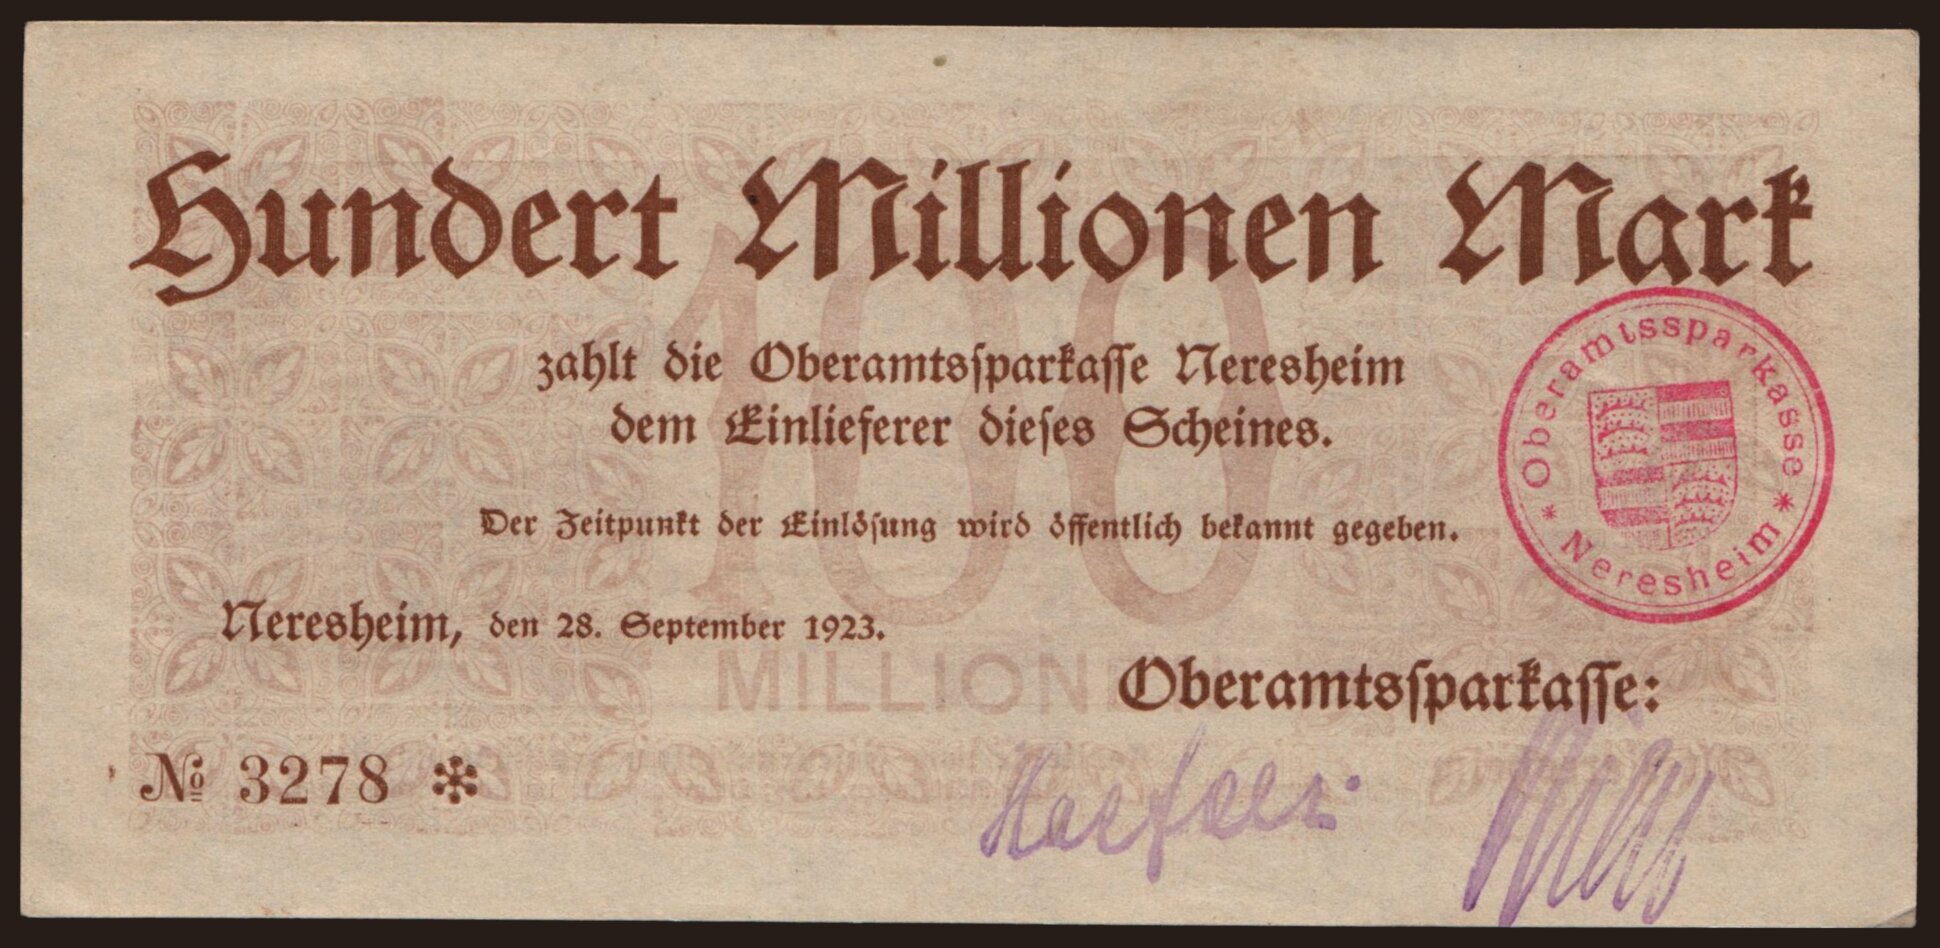 Hundert Millionen Mark
100
zahlt die Oberamtssparkasse Neresheim
dem Einlieferer dieses Scheines.
Der Zeitpunkt der Einlösung wird öffentlich bekannt gegeben.
Oberamtssparkasse
* Neresheim *
Neresheim, den 28. September 1923.
MILLION
Oberamtssparkasse:
№ 3278 *